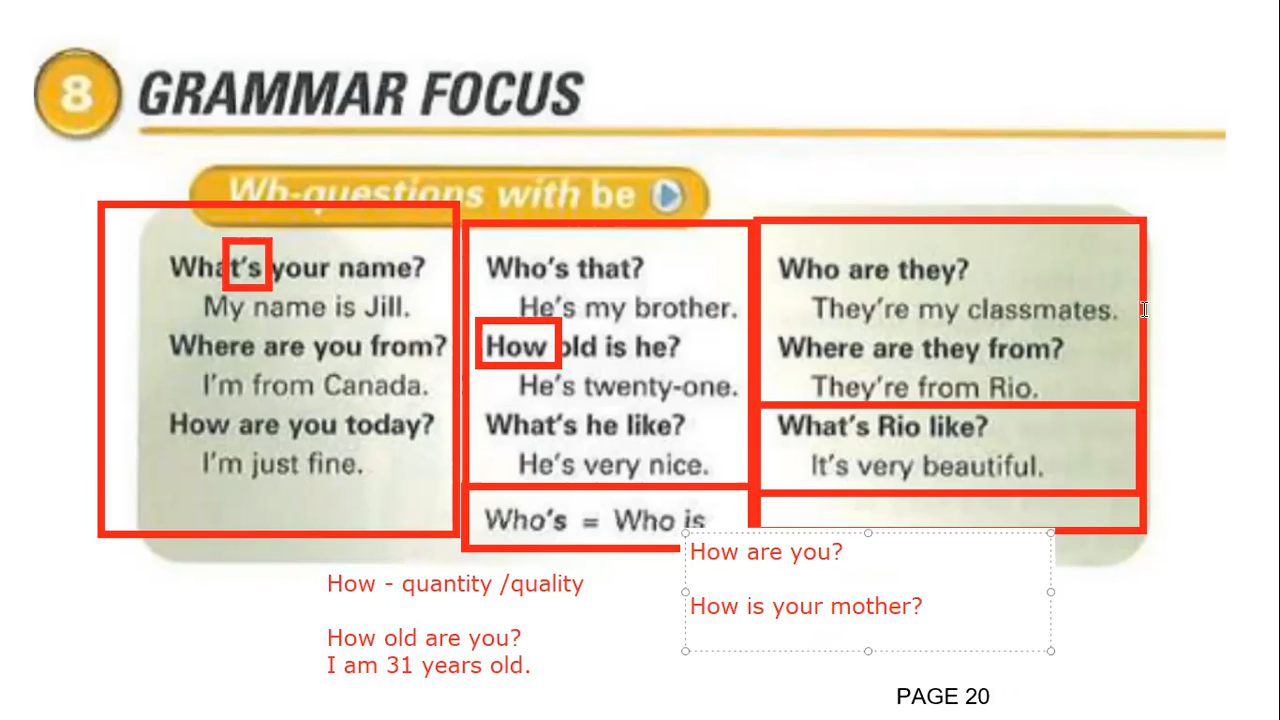 8 GRAMMAR FOCUS
Wh-questions with be
What's your name?
My name is Jill.
Where are you from?
I'm from Canada.
How are you today?
I'm just fine.
Who's that?
He's my brother.
How old is he?
He's twenty-one.
What's he like?
He's very nice.
Who's = Who is
Who are they?
They're my classmates.
Where are they from?
They're from Rio.
What's Rio like?
It's very beautiful.
How - quantity /quality
How old are you?
I am 31 years old.
How are you?
How is your mother?
PAGE 20